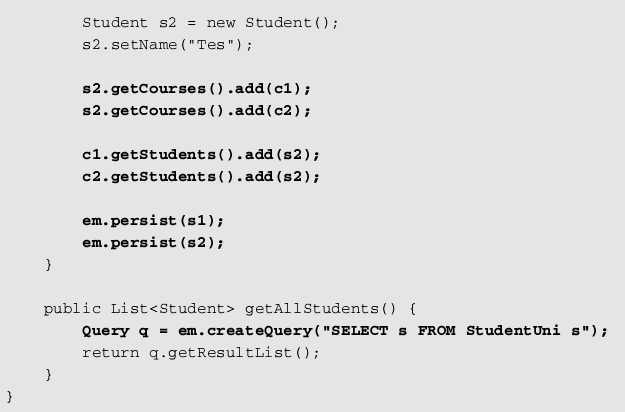 Student s2 = new Student();
s2.setName("Tes");
s2.getCourses().add(c1);
s2.getCourses().add(c2);
c1.getStudents().add(s2);
c2.getStudents().add(s2);
em.persist(s1);
em.persist(s2);
}
public List<Student> getAllStudents() {
Query q = em.createQuery("SELECT s FROM StudentUni s");
return q.getResultList();
}
}